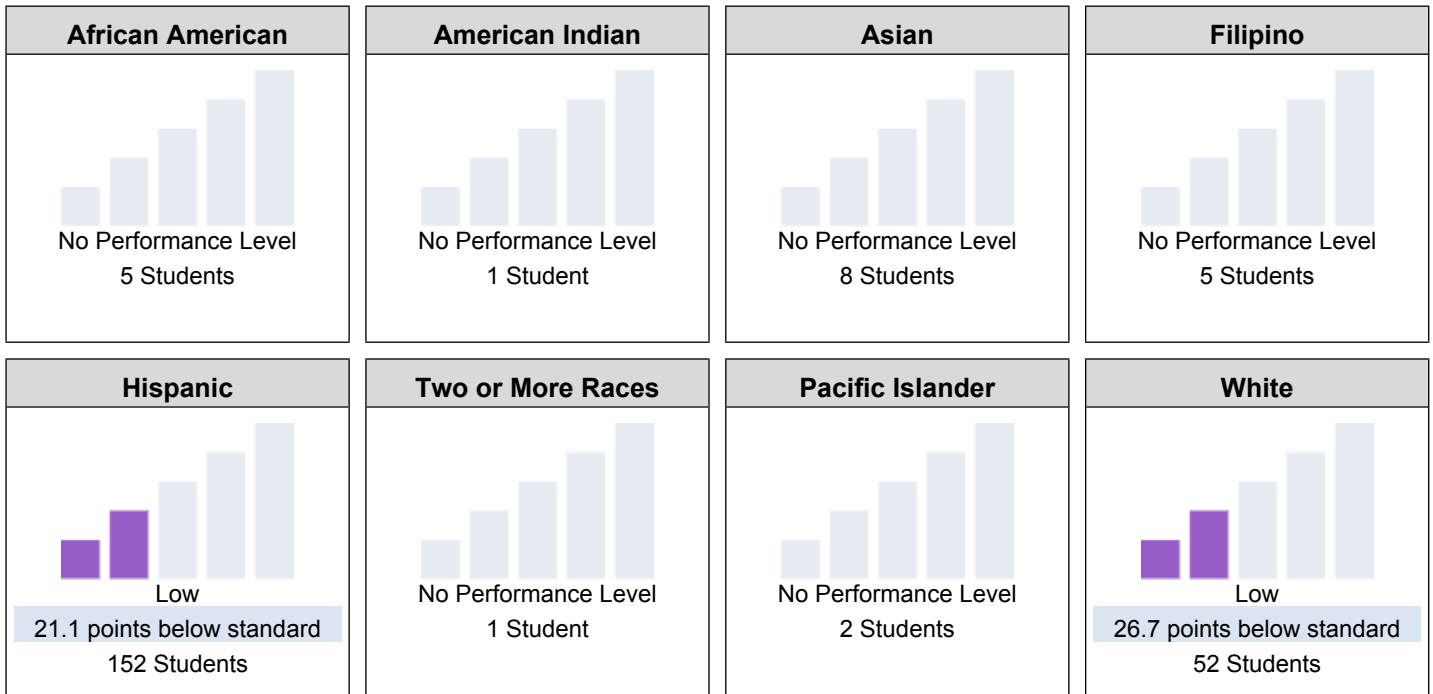 African American
No Performance Level
5 Students
American Indian
No Performance Level
1 Student
Asian
No Performance Level
8 Students
Filipino
No Performance Level
5 Students
Hispanic
Low
21.1 points below standard
152 Students
Two or More Races
No Performance Level
1 Student
Pacific Islander
No Performance Level
2 Students
White
Low
26.7 points below standard
52 Students